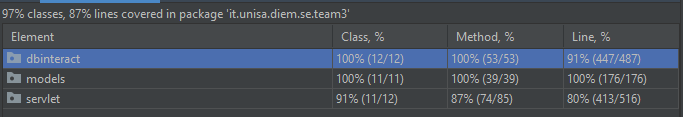 97% classes, 87% lines covered in package 'it.unisa.diem.se.team3'
Element Class, % Method, % Line, %
dbinteract 100% (12/12) 100% (53/53) 91% (447/487)
models 100% (11/11) 100% (39/39) 100% (176/176)
servlet 91% (11/12) 87% (74/85) 80% (413/516)